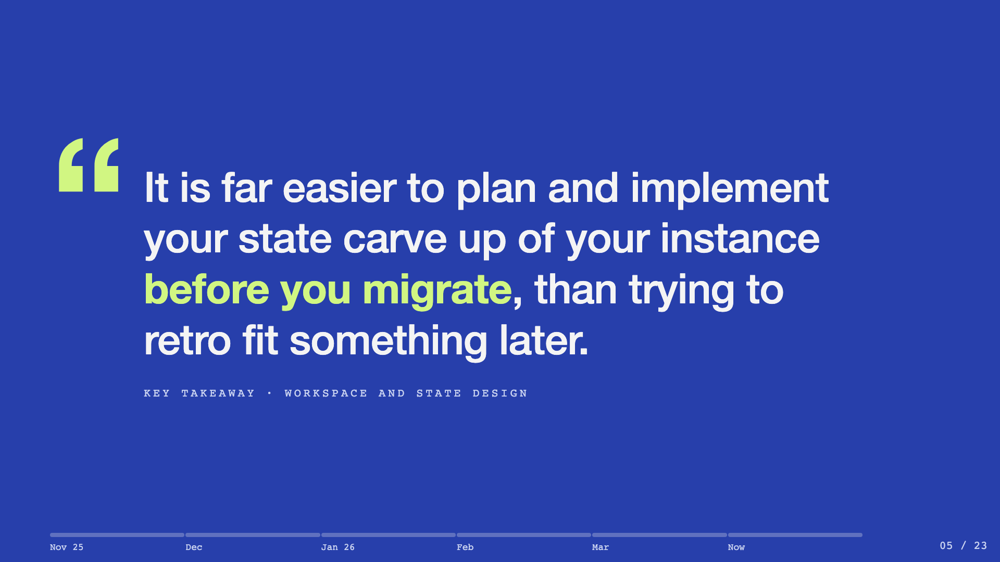 “
It is far easier to plan and implement
your state carve up of your instance
before you migrate, than trying to
retro fit something later.
KEY TAKEAWAY · WORKSPACE AND STATE DESIGN
Nov 25 Dec Jan 26 Feb Mar Now
05 / 23